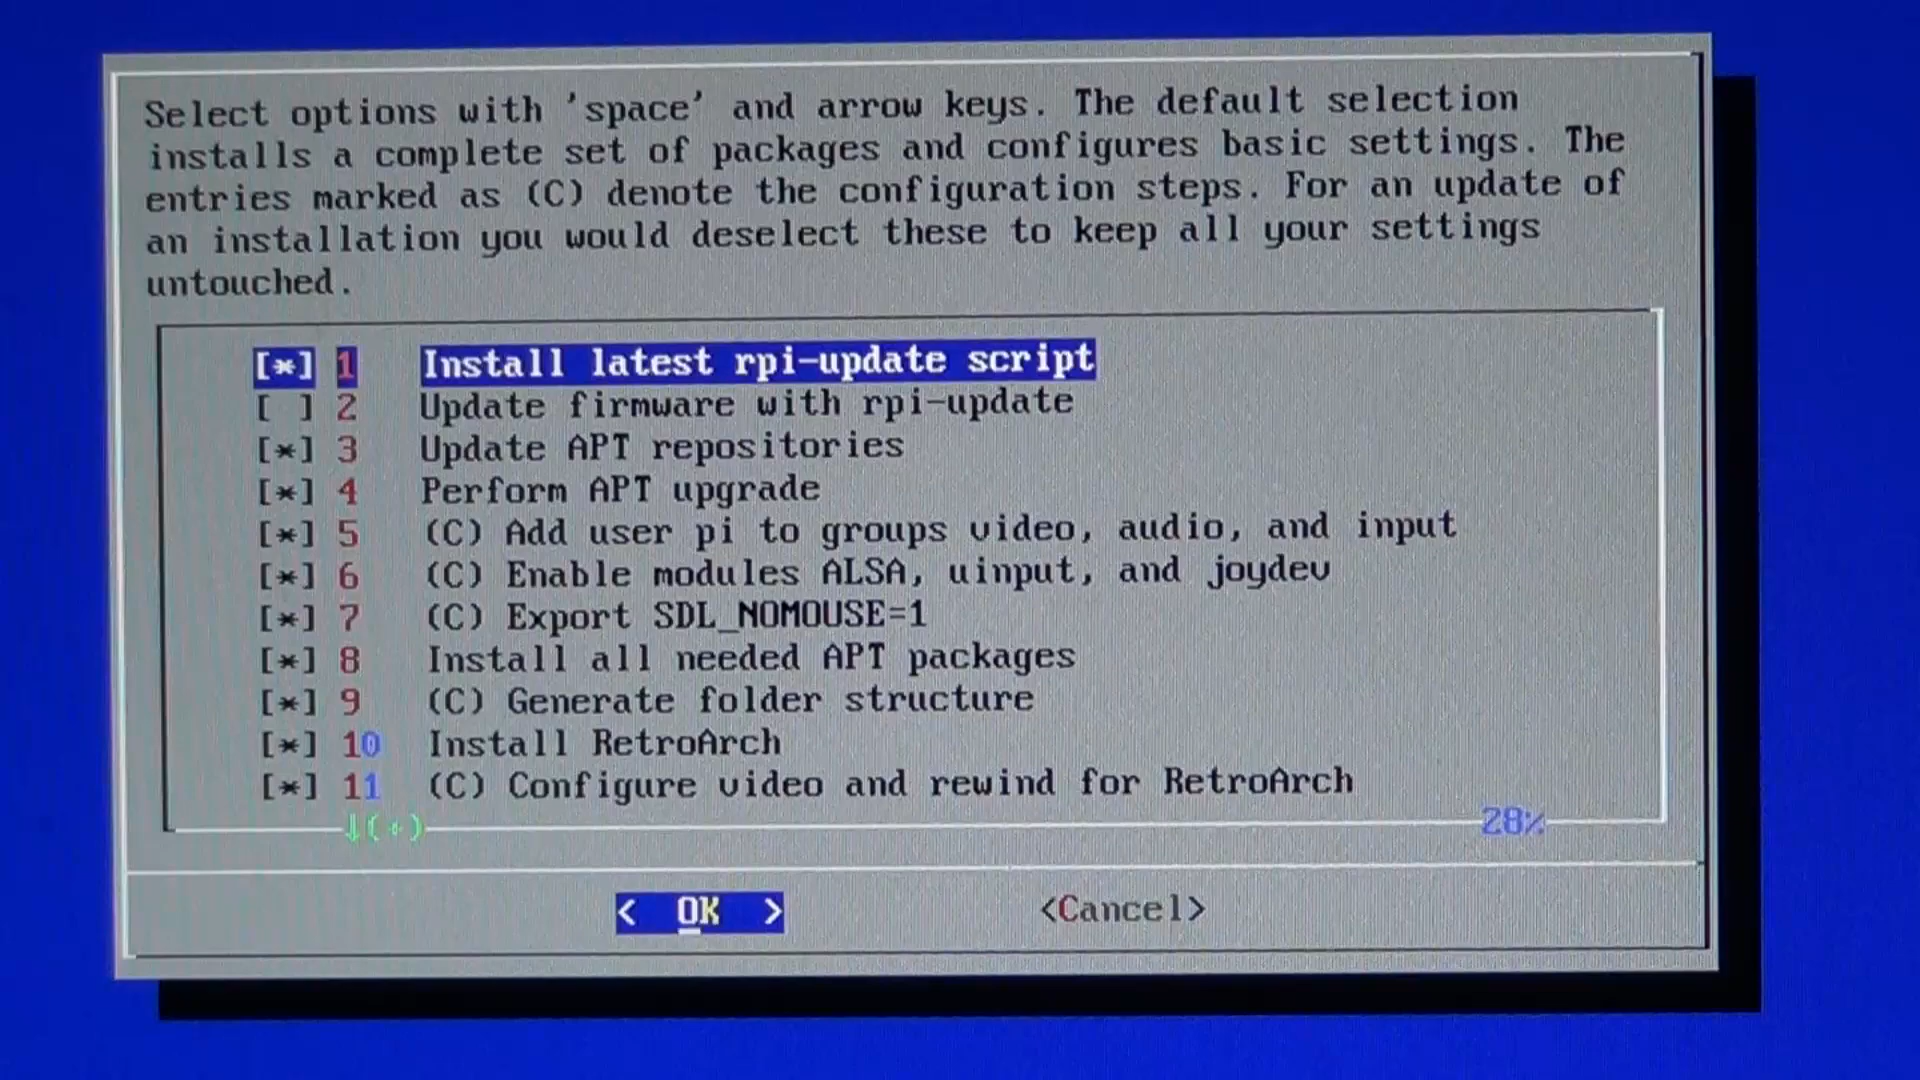 Select options with 'space' and arrow keys. The default selection
installs a complete set of packages and configures basic settings. The
entries marked as (C) denote the configuration steps. For an update of
an installation you would deselect these to keep all your settings
untouched.
[*] 1 Install latest rpi-update script
[ ] 2 Update firmware with rpi-update
[*] 3 Update APT repositories
[*] 4 Perform APT upgrade
[*] 5 (C) Add user pi to groups video, audio, and input
[*] 6 (C) Enable modules ALSA, uinput, and joydev
[*] 7 (C) Export SDL_NOMOUSE=1
[*] 8 Install all needed APT packages
[*] 9 (C) Generate folder structure
[*] 10 Install RetroArch
[*] 11 (C) Configure video and rewind for RetroArch
↓(+) 28%
< OK > <Cancel>